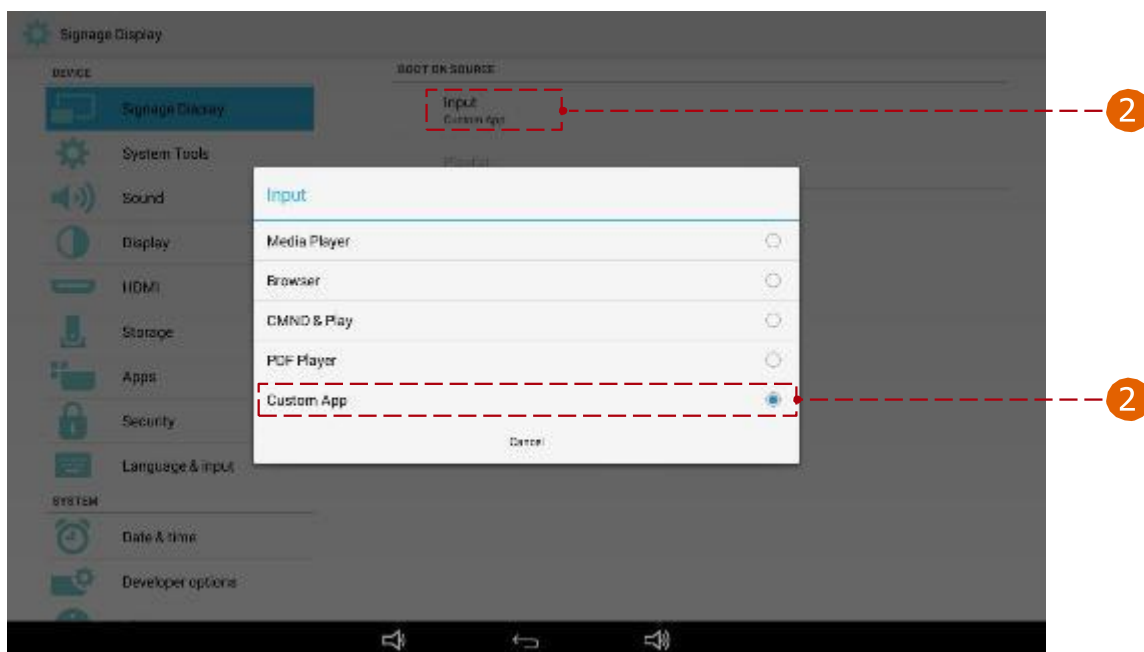 Signage Display
DEVICE
BOOT ON SOURCE
Signage Display
Input
Custom App
2
System Tools
Playlist
Sound
Input
Display
Media Player
HDMI
Browser
Storage
CMND & Play
Apps
PDF Player
Security
Custom App
2
Cancel
Language & input
SYSTEM
Date & time
Developer options